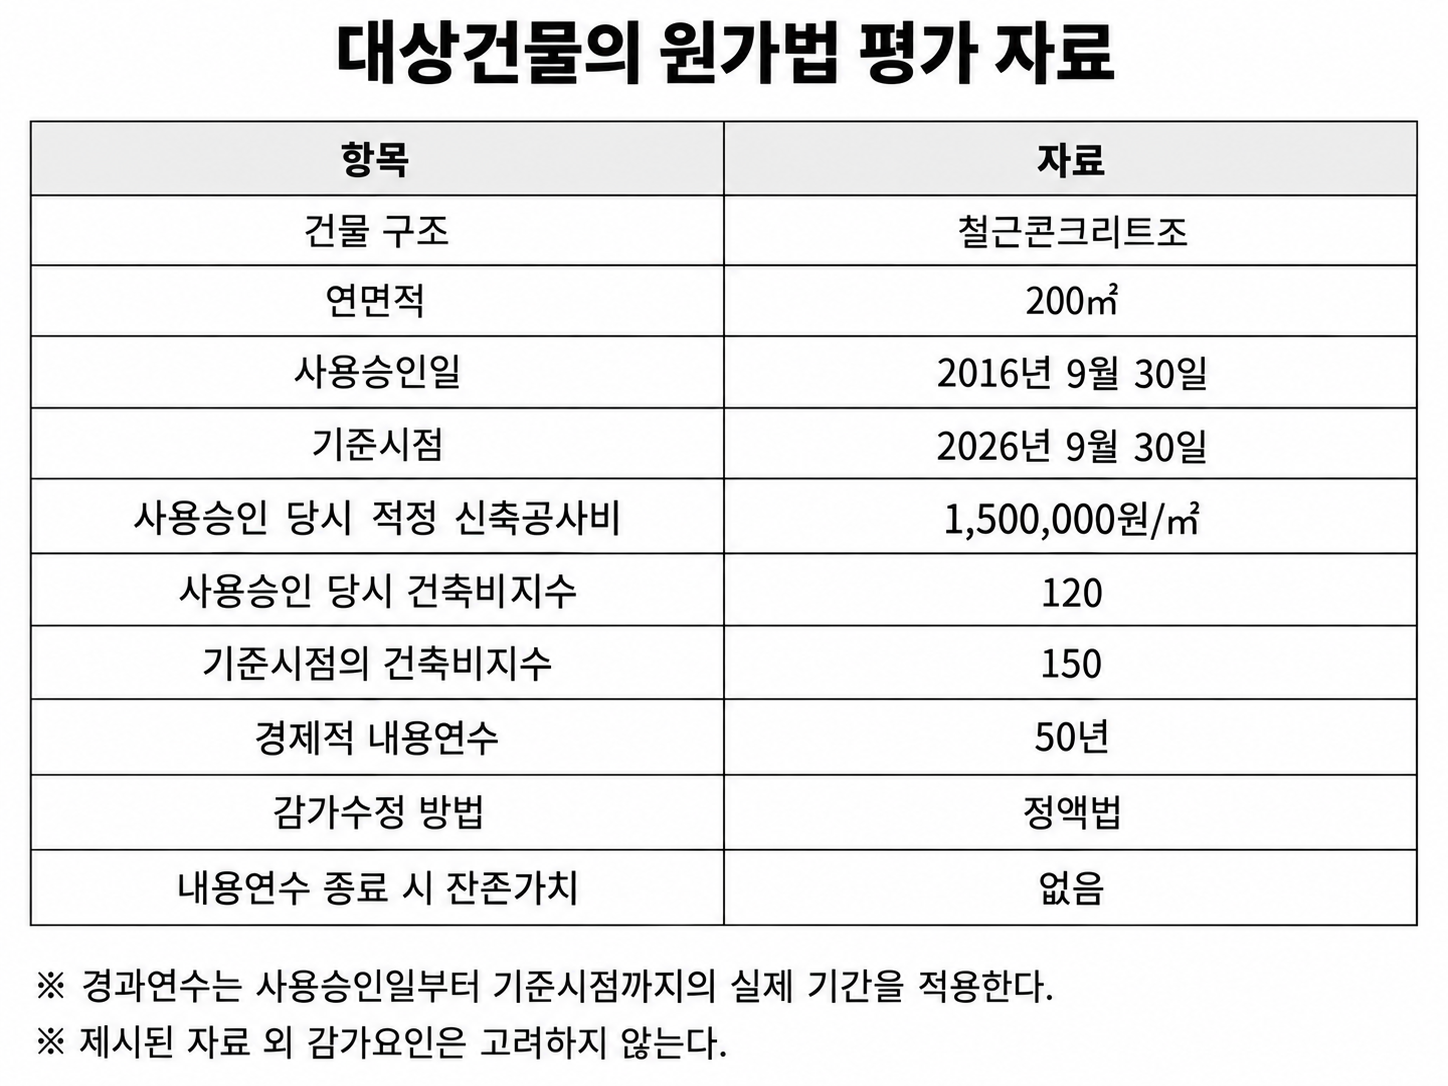 대상건물의 원가법 평가 자료
항목 자료
건물 구조 철근콘크리트조
연면적 200㎡
사용승인일 2016년 9월 30일
기준시점 2026년 9월 30일
사용승인 당시 적정 신축공사비 1,500,000원/㎡
사용승인 당시 건축비지수 120
기준시점의 건축비지수 150
경제적 내용연수 50년
감가수정 방법 정액법
내용연수 종료 시 잔존가치 없음
※ 경과연수는 사용승인일부터 기준시점까지의 실제 기간을 적용한다.
※ 제시된 자료 외 감가요인은 고려하지 않는다.